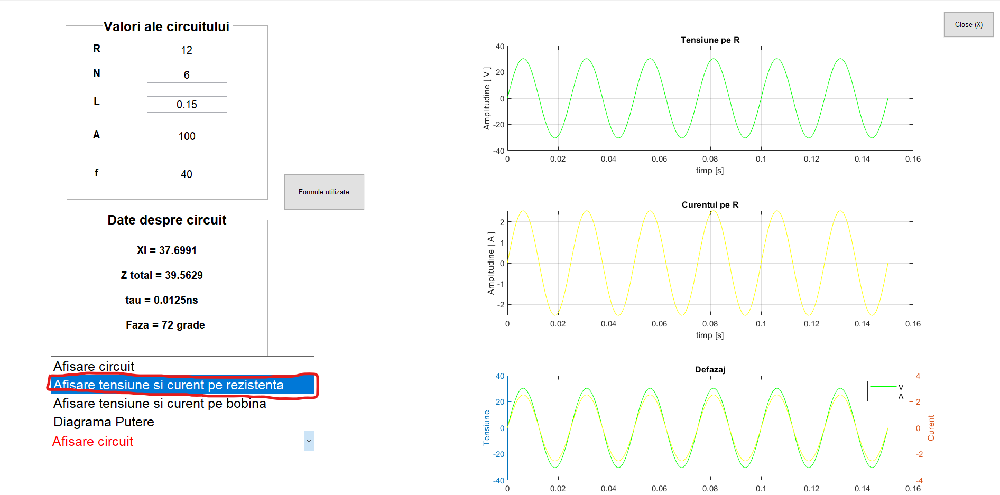 Valori ale circuitului
R
12
N
6
L
0.15
A
100
f
40
Formule utilizate
Date despre circuit
Xl = 37.6991
Z total = 39.5629
tau = 0.0125ns
Faza = 72 grade
Afisare circuit
Afisare tensiune si curent pe rezistenta
Afisare tensiune si curent pe bobina
Diagrama Putere
Afisare circuit
Close (X)
Tensiune pe R
Amplitudine [ V ]
40
20
0
-20
-40
0 0.02 0.04 0.06 0.08 0.1 0.12 0.14 0.16
timp [s]
Curentul pe R
Amplitudine [ A ]
2
1
0
-1
-2
0 0.02 0.04 0.06 0.08 0.1 0.12 0.14 0.16
timp [s]
Defazaj
Tensiune
40
20
0
-20
-40
V
A
4
2
0
-2
-4
Curent
0 0.02 0.04 0.06 0.08 0.1 0.12 0.14 0.16